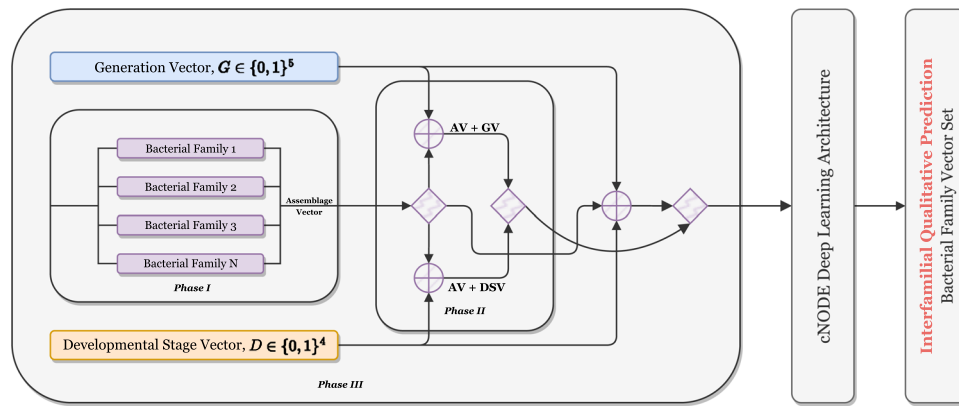 Generation Vector, G ∈ {0, 1}⁵
Bacterial Family 1
Bacterial Family 2
Bacterial Family 3
Bacterial Family N
Phase I
Assemblage
Vector
AV + GV
AV + DSV
Phase II
Developmental Stage Vector, D ∈ {0, 1}⁴
Phase III
cNODE Deep Learning Architecture
Interfamilial Qualitative Prediction
Bacterial Family Vector Set